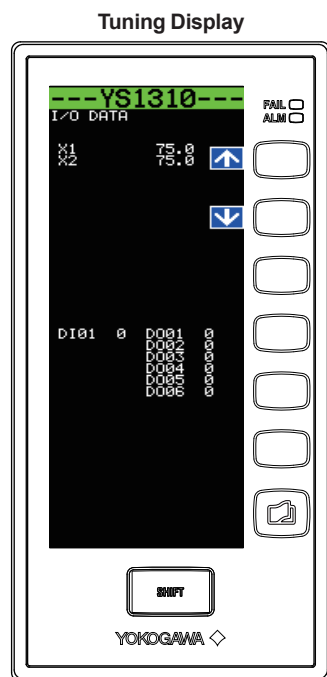 Tuning Display
---YS1310---
FAIL
ALM
I/O DATA
X1 75.0
X2 75.0
DI01 0 DO01 0
DO02 0
DO03 0
DO04 0
DO05 0
DO06 0
SHIFT
YOKOGAWA